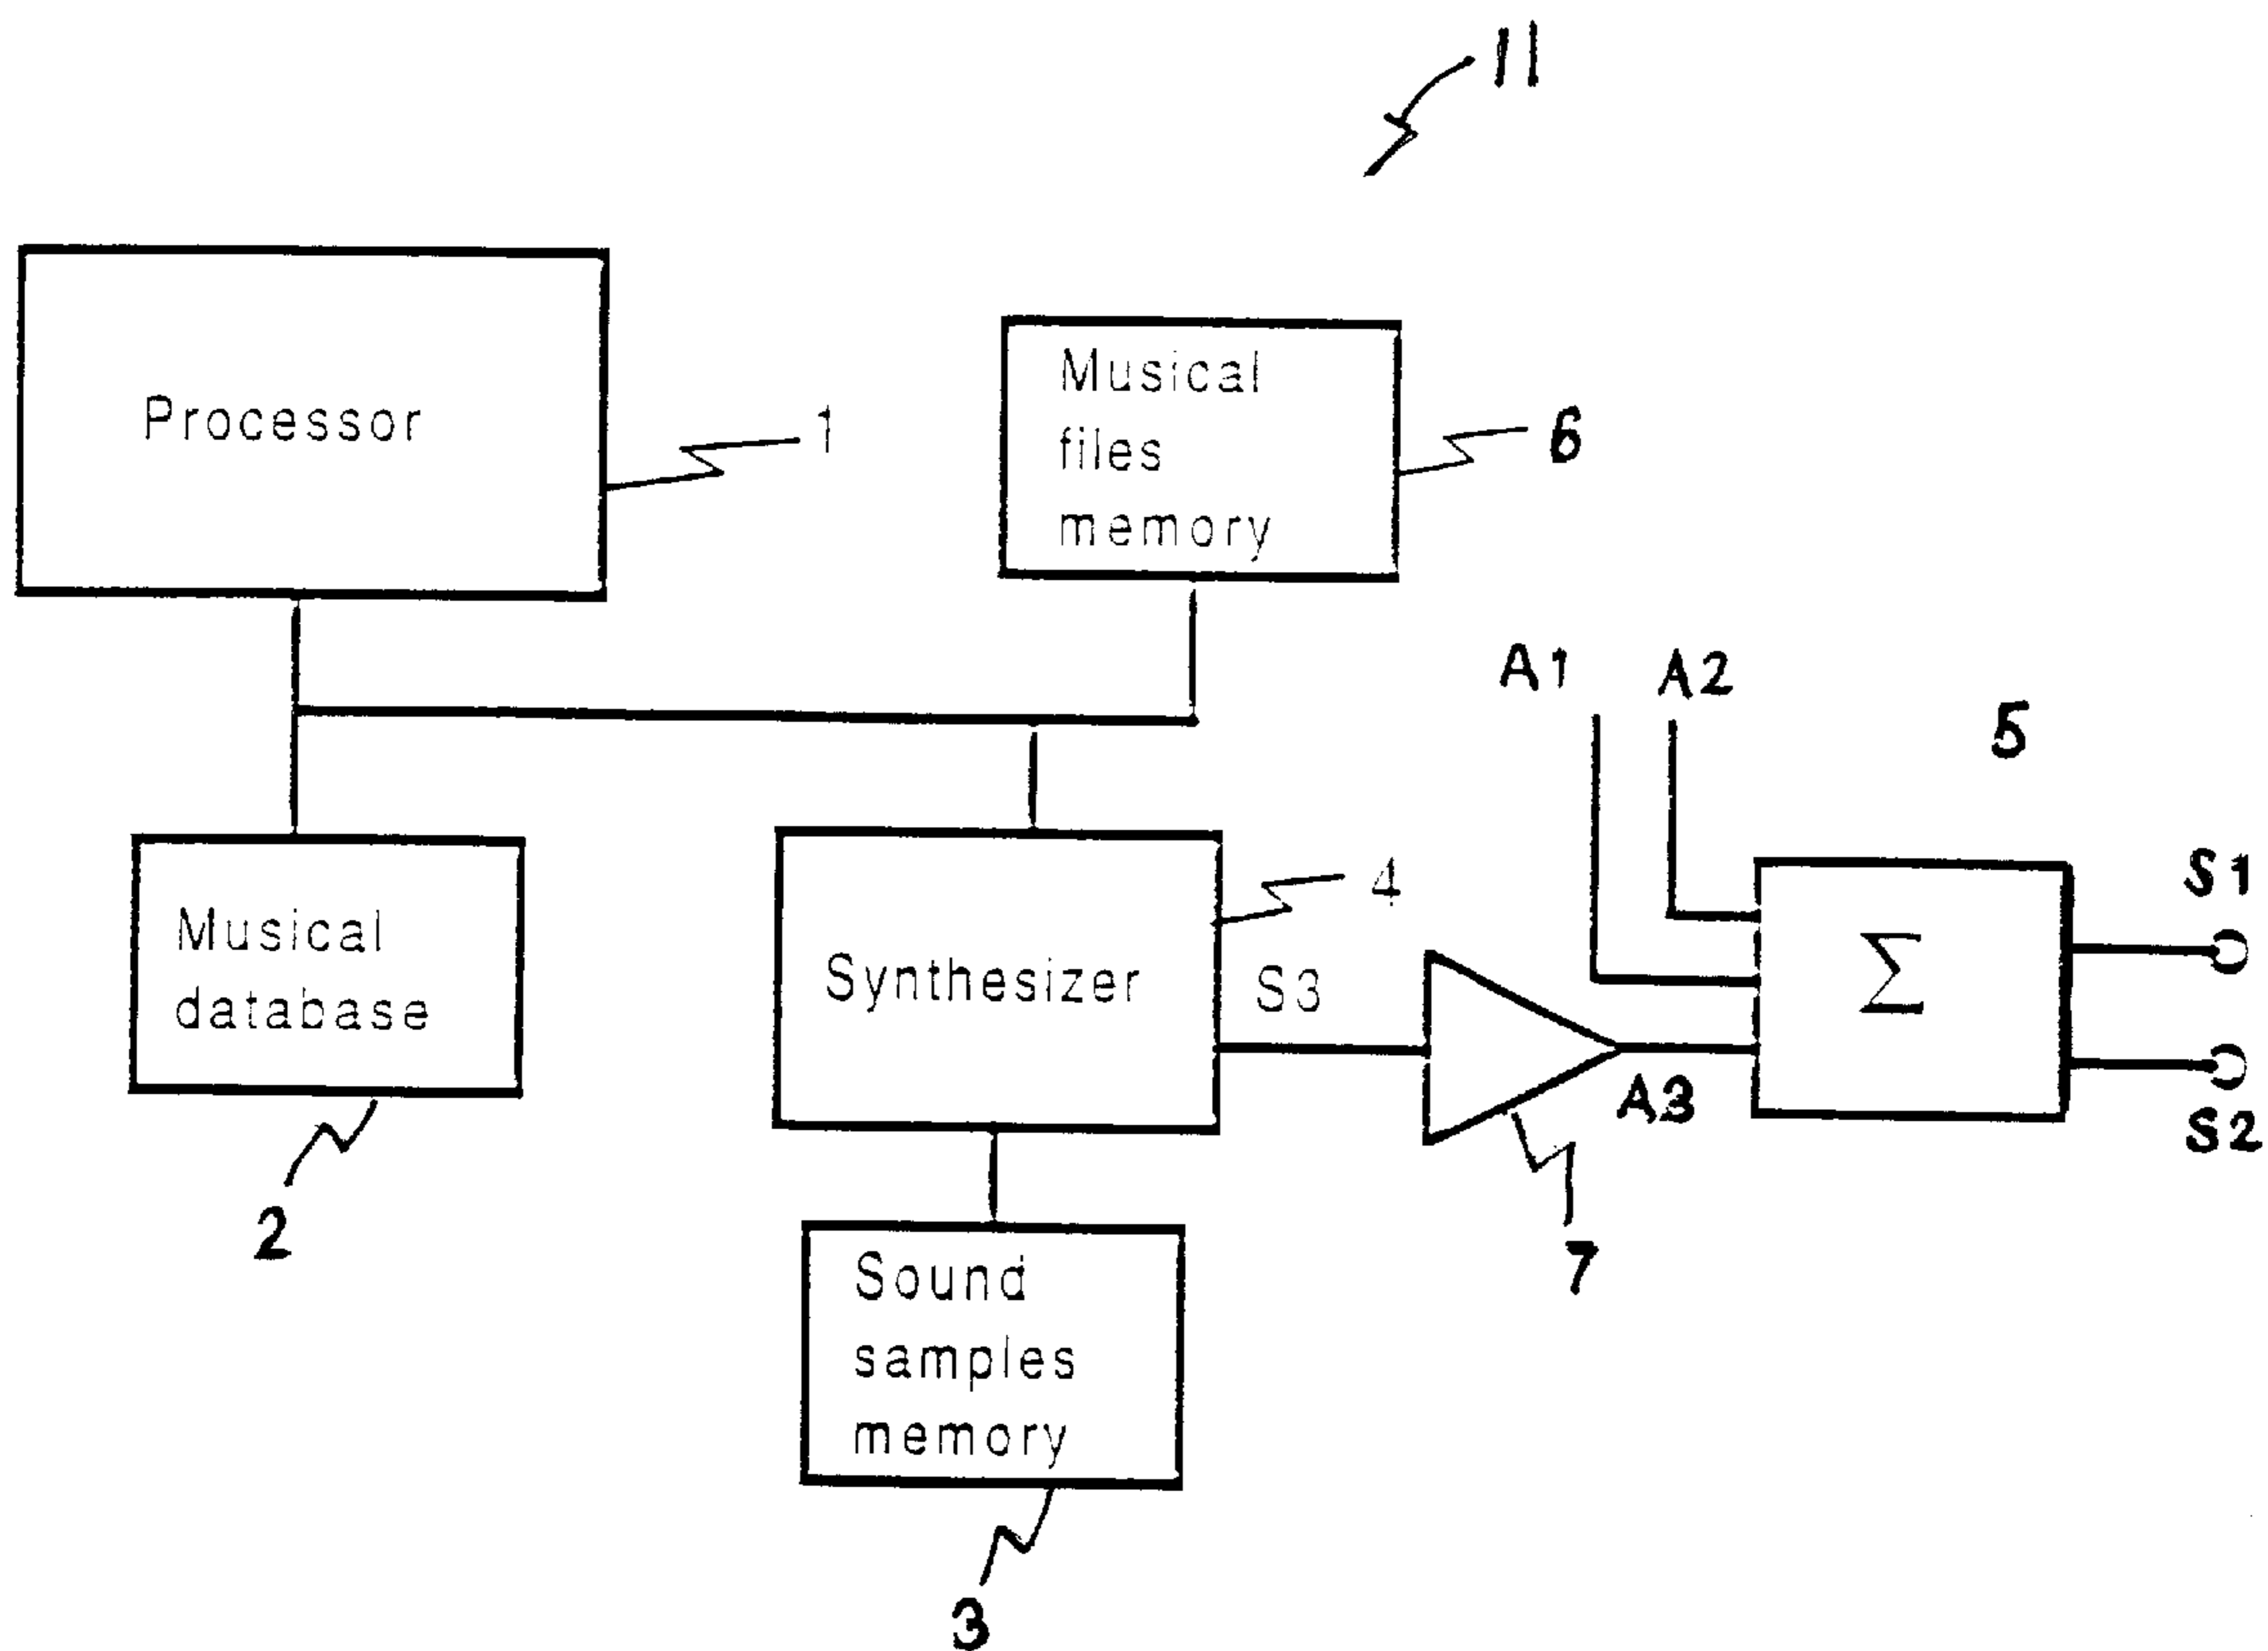 11
Processor
1
Musical
files
memory
6
A1
A2
5
Musical
database
2
Synthesizer
4
S3
A3
7
Σ
S1
S2
Sound
samples
memory
3